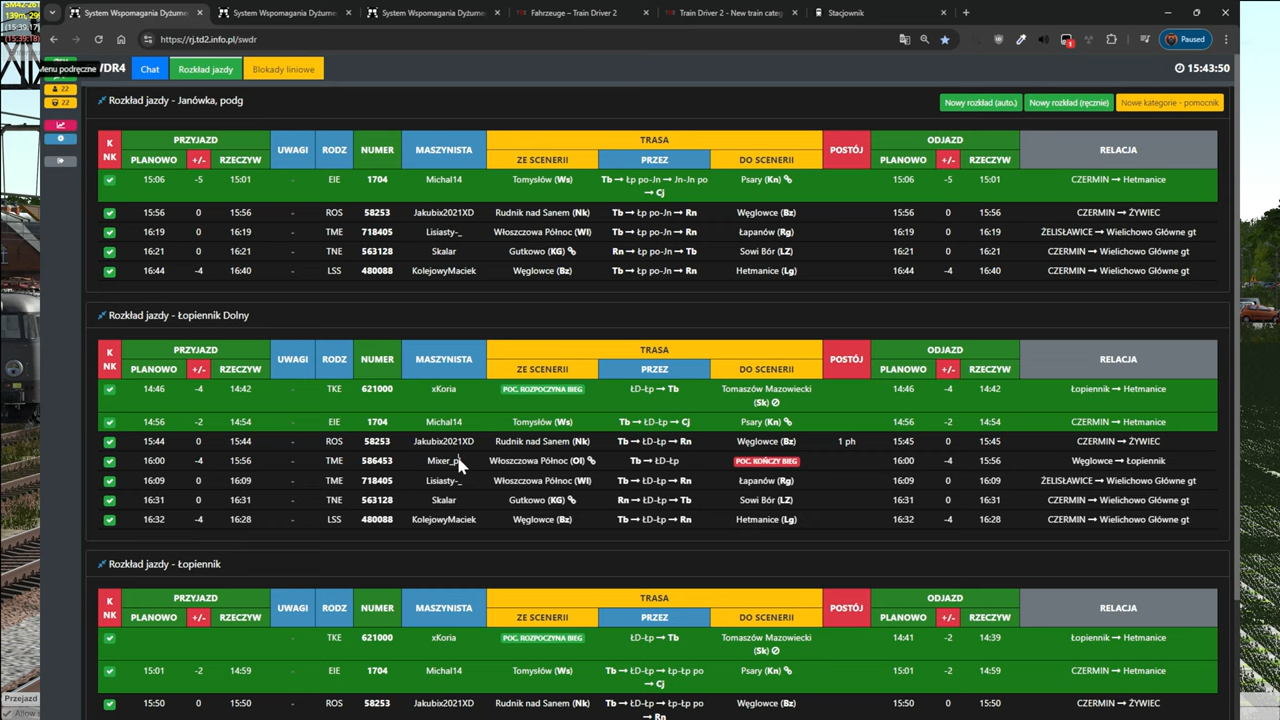 System Wspomagania Dyżurne
System Wspomagania Dyżurne
System Wspomagania Dyżurne
Fahrzeuge – Train Driver 2
Stacjownik
139m, 29
(15:39,17
(15:39,18)
https://rj.td2.info.pl/swdr
Paused
Menu podręczne
Chat
Rozkład jazdy
Blokady liniowe
15:43:50
22
22
Rozkład jazdy - Janówka, podg
Nowy rozkład (auto.)
Nowy rozkład (ręcznie)
Nowe kategorie - pomocnik
K NK PRZYJAZD UWAGI RODZ NUMER MASZYNISTA TRASA POSTÓJ ODJAZD RELACJA
PLANOWO +/- RZECZYW ZE SCENERII PRZEZ DO SCENERII PLANOWO +/- RZECZYW
15:06 -5 15:01 EIE 1704 Michal14 Tomysłów (Ws) Tb → Łp po-Jn → Jn-Jn po → Cj Psary (Kn) 15:06 -5 15:01 CZERMIN → Hetmanice
15:56 0 15:56 - ROS 58253 Jakubix2021XD Rudnik nad Sanem (Nk) Tb → Łp po-Jn → Rn Węglowce (Bz) 15:56 0 15:56 CZERMIN → ŻYWIEC
16:19 0 16:19 - TME 718405 Lisiasty-_ Włoszczowa Północ (Wl) Tb → Łp po-Jn → Rn Łapanów (Rg) 16:19 0 16:19 ŻELISŁAWICE → Wielichowo Główne gt
16:21 0 16:21 - TNE 563128 Skalar Gutkowo (KG) Rn → Łp po-Jn → Tb Sowi Bór (LZ) 16:21 0 16:21 CZERMIN → Wielichowo Główne gt
16:44 -4 16:40 - LSS 480088 KolejowyMaciek Węglowce (Bz) Tb → Łp po-Jn → Rn Hetmanice (Lg) 16:44 -4 16:40 CZERMIN → Wielichowo Główne gt
Rozkład jazdy - Łopiennik Dolny
K NK PRZYJAZD UWAGI RODZ NUMER MASZYNISTA TRASA POSTÓJ ODJAZD RELACJA
PLANOWO +/- RZECZYW ZE SCENERII PRZEZ DO SCENERII PLANOWO +/- RZECZYW
14:46 -4 14:42 - TKE 621000 xKoria POC. ROZPOCZYNA BIEG ŁD-Łp → Tb Tomaszów Mazowiecki (Sk) 14:46 -4 14:42 Łopiennik → Hetmanice
14:56 -2 14:54 - EIE 1704 Michal14 Tomysłów (Ws) Tb → ŁD-Łp → Cj Psary (Kn) 14:56 -2 14:54 CZERMIN → Hetmanice
15:44 0 15:44 - ROS 58253 Jakubix2021XD Rudnik nad Sanem (Nk) Tb → ŁD-Łp → Rn Węglowce (Bz) 1 ph 15:45 0 15:45 CZERMIN → ŻYWIEC
16:00 -4 15:56 - TME 586453 Włoszczowa Północ (Ol) Tb → ŁD-Łp POC. KOŃCZY BIEG 16:00 -4 15:56 Węglowce → Łopiennik
16:09 0 16:09 - TME 718405 Lisiasty-_ Włoszczowa Północ (Wl) Tb → ŁD-Łp → Rn Łapanów (Rg) 16:09 0 16:09 ŻELISŁAWICE → Wielichowo Główne gt
16:31 0 16:31 - TNE 563128 Skalar Gutkowo (KG) Rn → ŁD-Łp → Tb Sowi Bór (LZ) 16:31 0 16:31 CZERMIN → Wielichowo Główne gt
16:32 -4 16:28 - LSS 480088 KolejowyMaciek Węglowce (Bz) Tb → ŁD-Łp → Rn Hetmanice (Lg) 16:32 -4 16:28 CZERMIN → Wielichowo Główne gt
Rozkład jazdy - Łopiennik
K NK PRZYJAZD UWAGI RODZ NUMER MASZYNISTA TRASA POSTÓJ ODJAZD RELACJA
PLANOWO +/- RZECZYW ZE SCENERII PRZEZ DO SCENERII PLANOWO +/- RZECZYW
TKE 621000 xKoria POC. ROZPOCZYNA BIEG ŁD-Łp → Tb Tomaszów Mazowiecki (Sk) 14:41 -2 14:39 Łopiennik → Hetmanice
15:01 -2 14:59 - EIE 1704 Michal14 Tomysłów (Ws) Tb → ŁD-Łp → Łp-Łp po → Cj Psary (Kn) 15:01 -2 14:59 CZERMIN → Hetmanice
15:50 0 15:50 - ROS 58253 Jakubix2021XD Rudnik nad Sanem (Nk) Tb → ŁD-Łp → Łp-Łp po → Rn Węglowce (Bz) 15:50 0 15:50 CZERMIN → ŻYWIEC
Przejazd
Allow